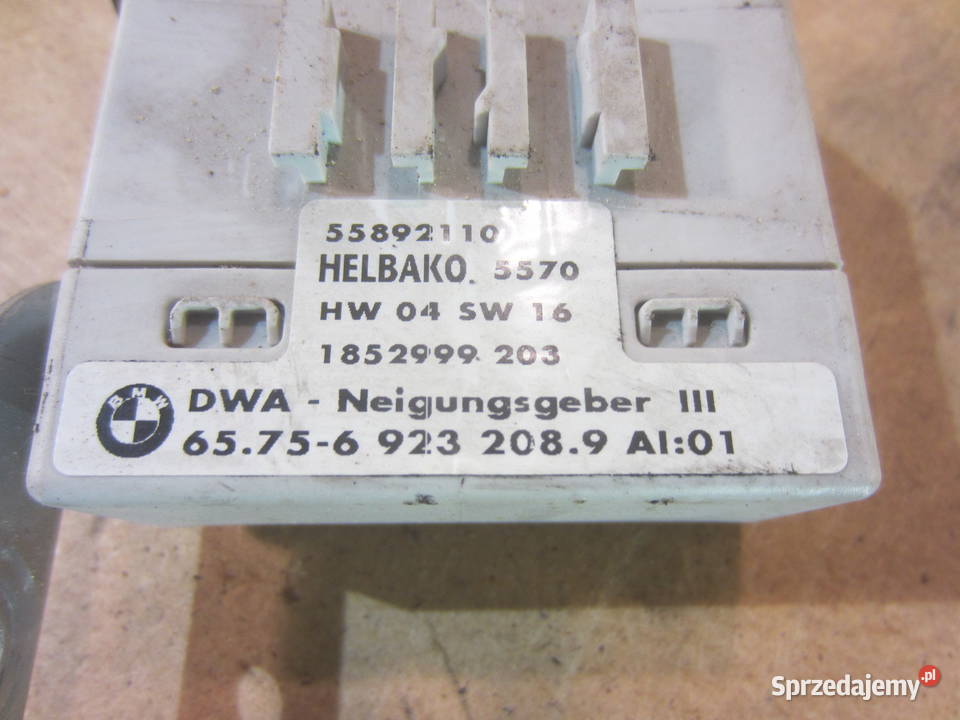 55892110
HELBAKO. 5570
HW 04 SW 16
1852999 203
BMW
DWA - Neigungsgeber III
65.75-6 923 208.9 AI:01
Sprzedajemy.pl